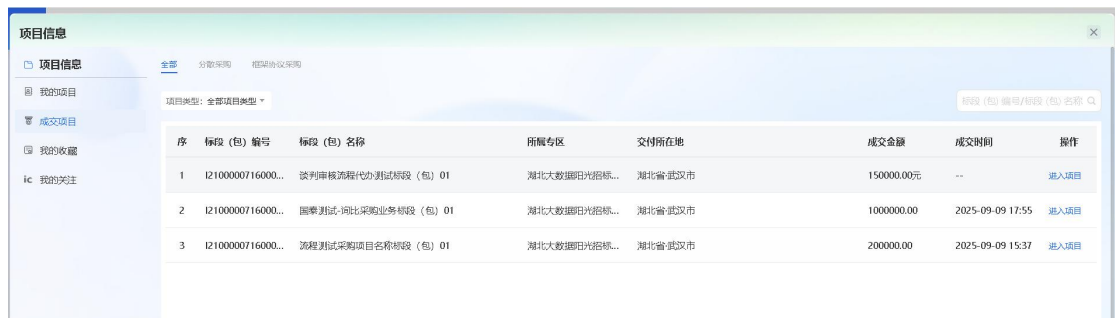 项目信息
项目信息
我的项目
成交项目
我的收藏
ic 我的关注
全部 分散采购 框架协议采购
项目类型: 全部项目类型
标段 (包) 编号/标段 (包) 名称
序 标段 (包) 编号 标段 (包) 名称 所属专区 交付所在地 成交金额 成交时间 操作
1 I2100000716000... 谈判审核流程代办测试标段 (包) 01 湖北大数据阳光招标... 湖北省·武汉市 150000.00元 -- 进入项目
2 I2100000716000... 国泰测试-询比采购业务标段 (包) 01 湖北大数据阳光招标... 湖北省·武汉市 1000000.00 2025-09-09 17:55 进入项目
3 I2100000716000... 流程测试采购项目名称标段 (包) 01 湖北大数据阳光招标... 湖北省·武汉市 200000.00 2025-09-09 15:37 进入项目